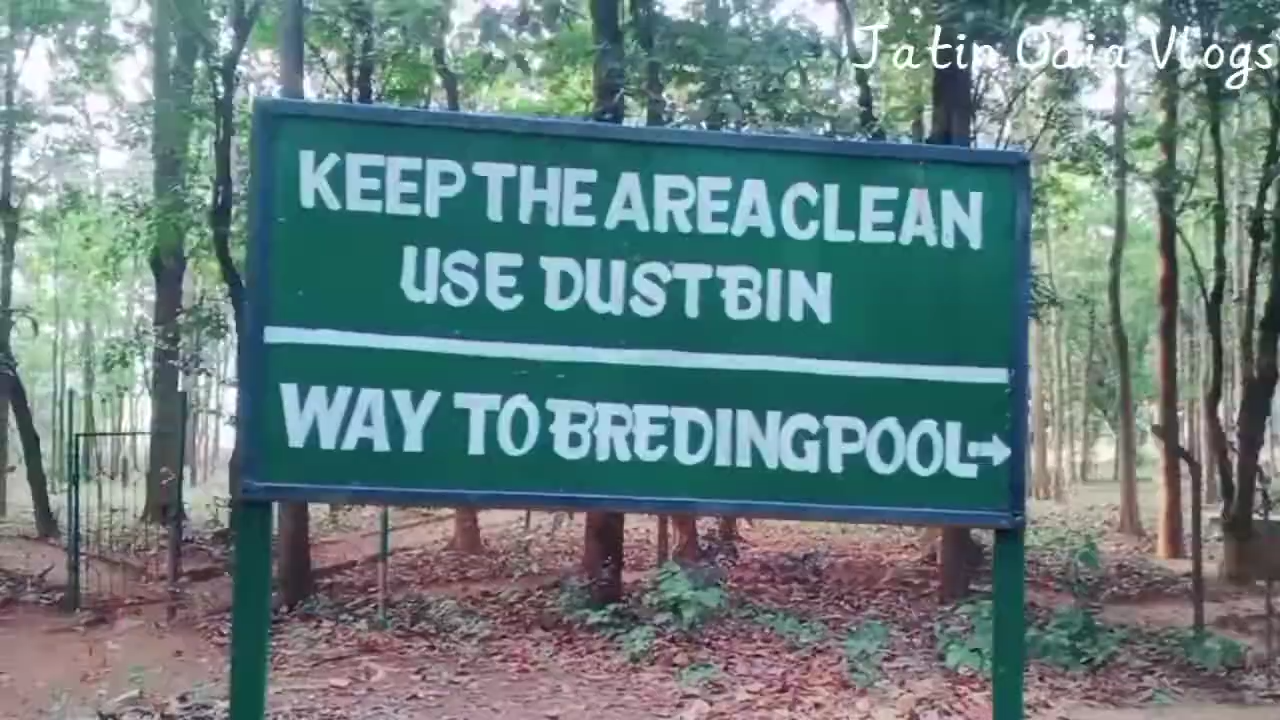 Jatin Odia Vlogs
KEEP THE AREA CLEAN
USE DUSTBIN
WAY TO BREDING POOL→